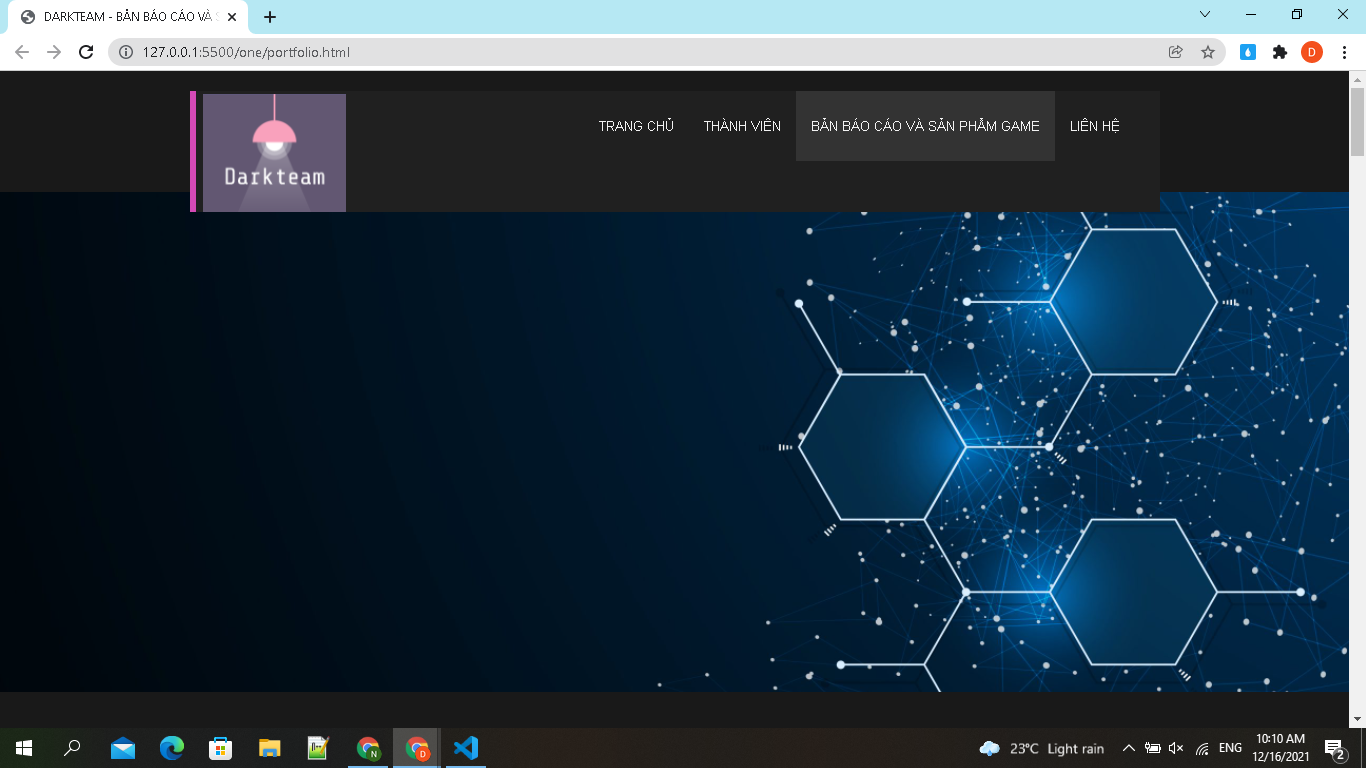 DARKTEAM - BẢN BÁO CÁO VÀ S
127.0.0.1:5500/one/portfolio.html
D
Darkteam
TRANG CHỦ
THÀNH VIÊN
BẢN BÁO CÁO VÀ SẢN PHẨM GAME
LIÊN HỆ
N
D
23°C Light rain
ENG
10:10 AM
12/16/2021
2